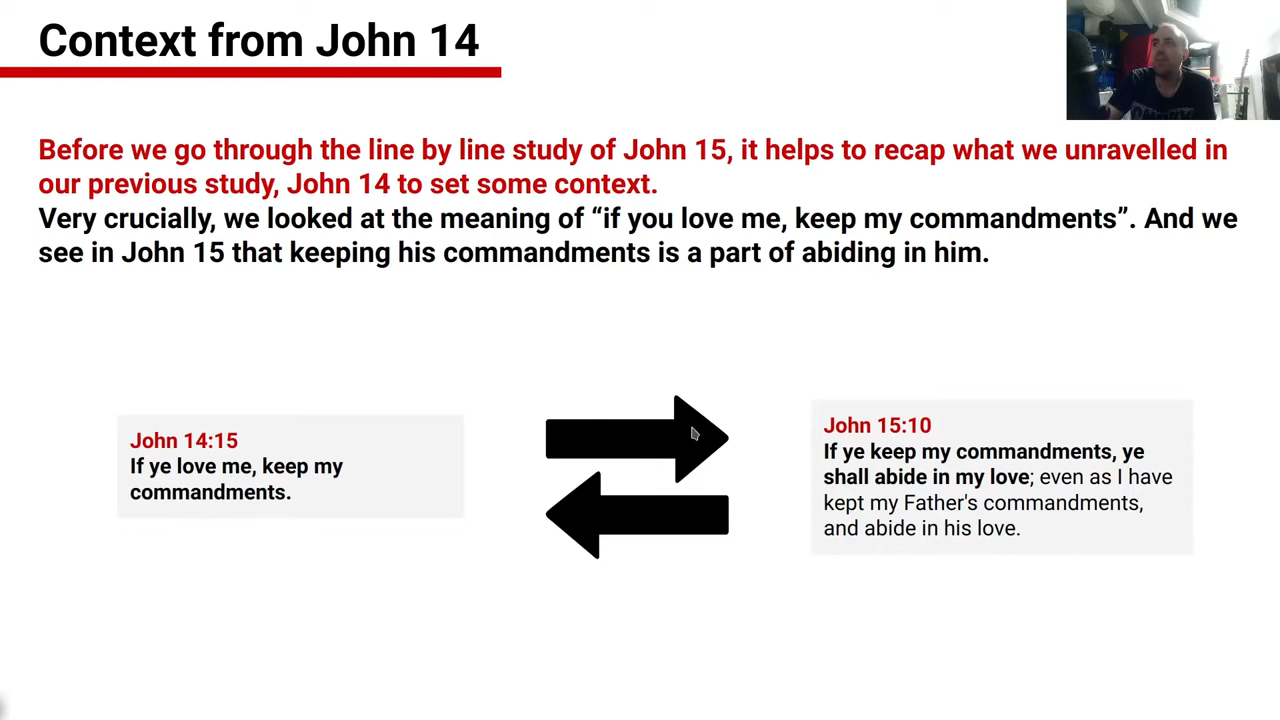 Context from John 14
Before we go through the line by line study of John 15, it helps to recap what we unravelled in
our previous study, John 14 to set some context.
Very crucially, we looked at the meaning of “if you love me, keep my commandments”. And we
see in John 15 that keeping his commandments is a part of abiding in him.
John 14:15
If ye love me, keep my
commandments.
John 15:10
If ye keep my commandments, ye
shall abide in my love; even as I have
kept my Father's commandments,
and abide in his love.